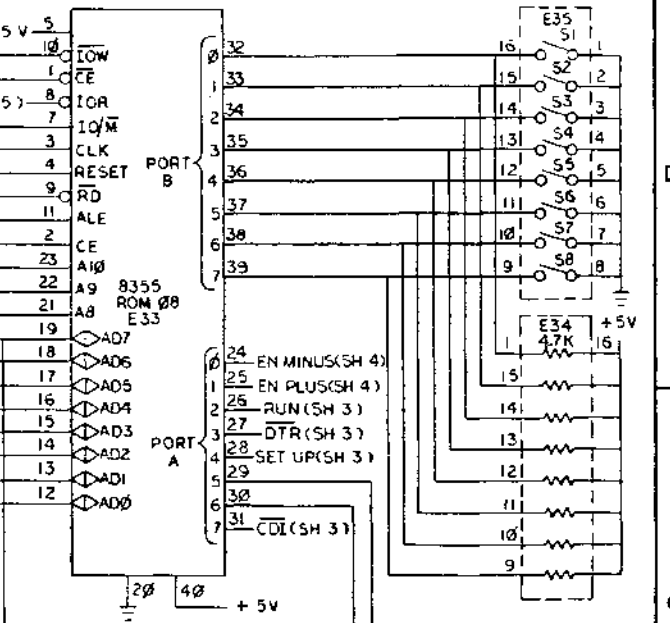 5 V 5
10 IOW
1 CE
5) 8 IOR
7 IO/M
3 CLK
4 RESET
9 RD
11 ALE
2 CE
23 A1Ø
22 A9
21 A8
19 AD7
18 AD6
17 AD5
16 AD4
15 AD3
14 AD2
13 AD1
12 ADØ
8355
ROM Ø8
E33
PORT
B
Ø 32
1 33
2 34
3 35
4 36
5 37
6 38
7 39
PORT
A
Ø 24 EN MINUS(SH 4)
1 25 EN PLUS(SH 4)
2 26 RUN(SH 3)
3 27 DTR(SH 3)
4 28 SET UP(SH 3)
5 29
6 3Ø
7 31 CDI(SH 3)
2Ø 4Ø
+ 5V
E35
16 S1 1
15 S2 2
14 S3 3
13 S4 14
12 S5 5
11 S6 6
1Ø S7 7
9 S8 8
+5V
E34
4.7K
1 16
15
14
13
12
11
1Ø
9